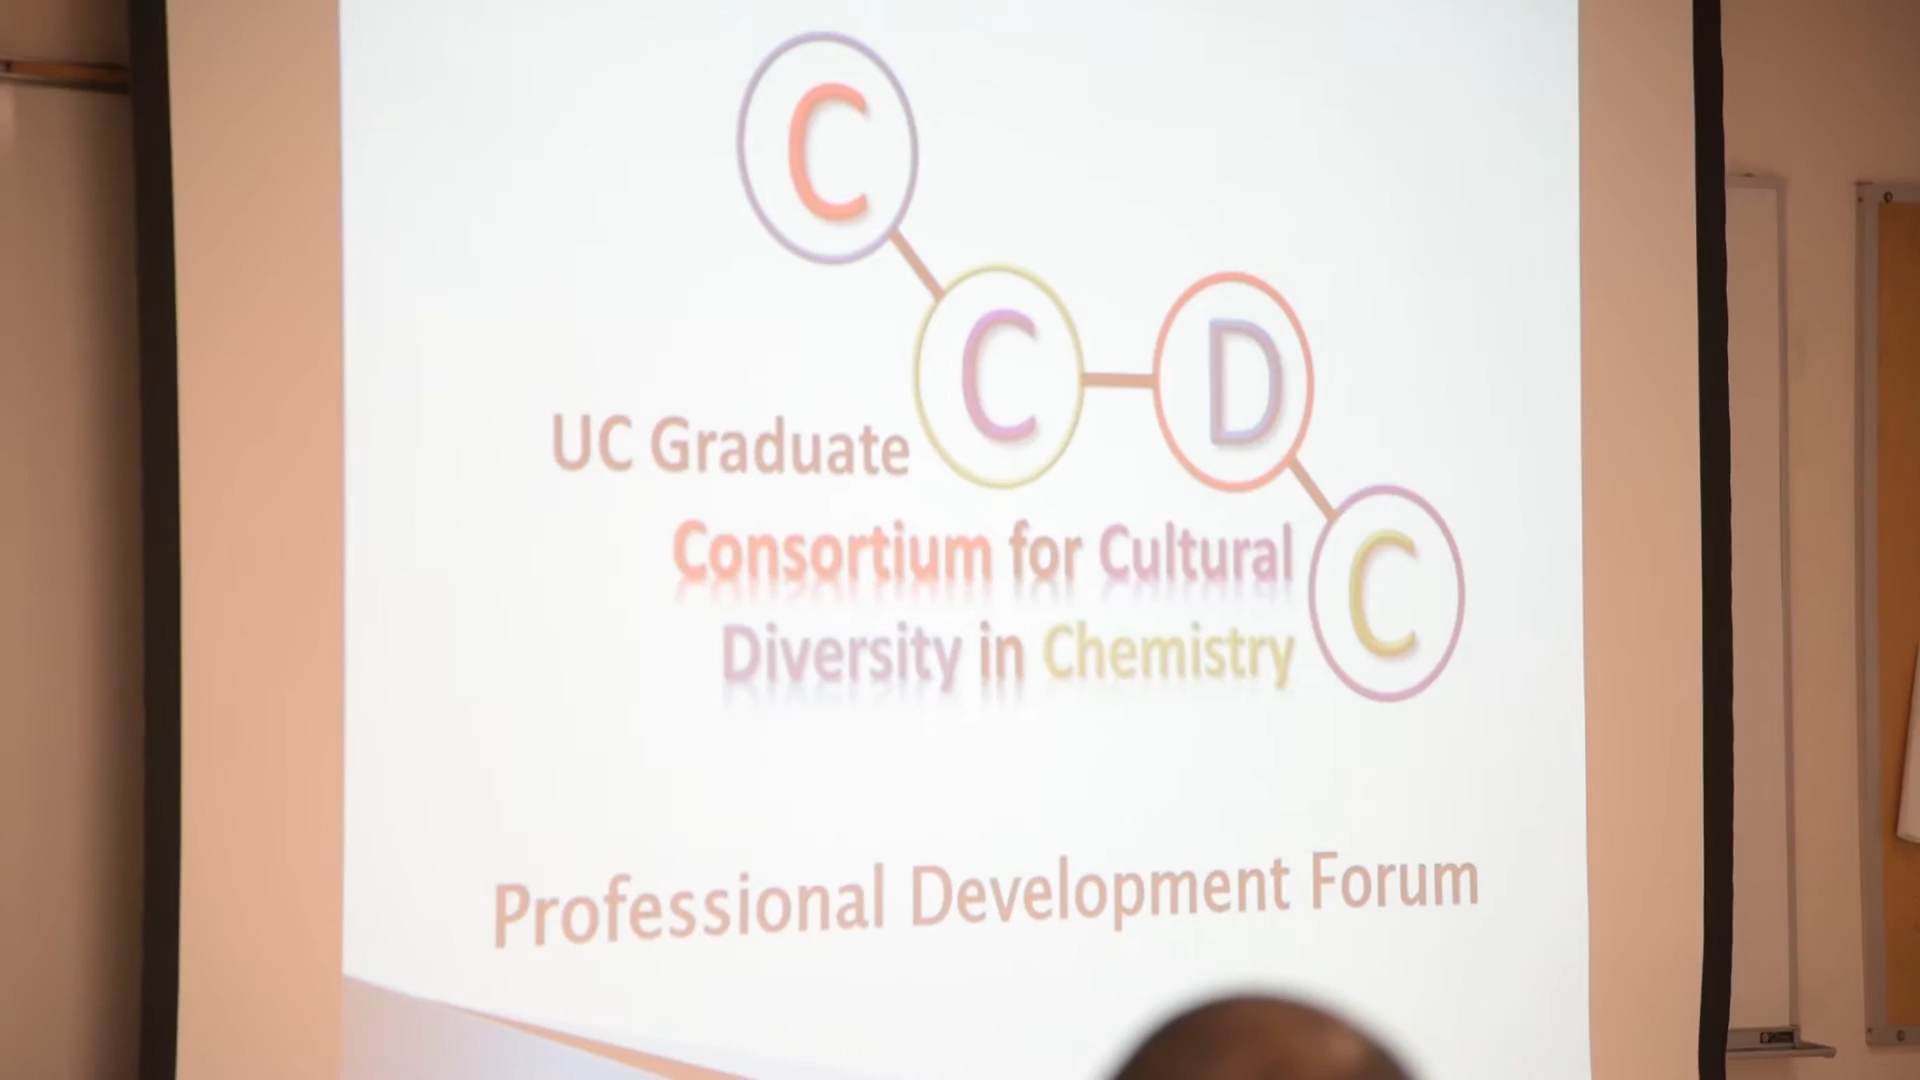 C
C D
UC Graduate
C
Consortium for Cultural
Diversity in Chemistry
Professional Development Forum